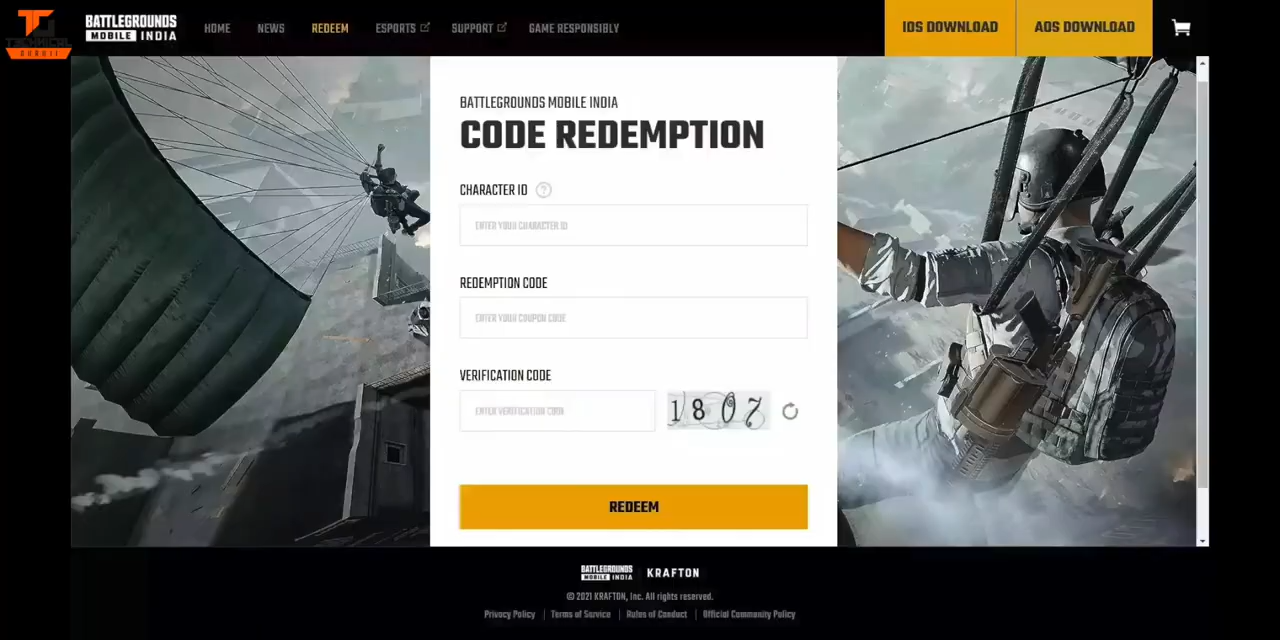 TECHNICAL
BATTLEGROUNDS
MOBILE INDIA
HOME NEWS REDEEM ESPORTS SUPPORT GAME RESPONSIBLY
IOS DOWNLOAD AOS DOWNLOAD
BATTLEGROUNDS MOBILE INDIA
CODE REDEMPTION
CHARACTER ID ?
ENTER YOUR CHARACTER ID
REDEMPTION CODE
ENTER YOUR COUPON CODE
VERIFICATION CODE
ENTER VERIFICATION CODE
1807
REDEEM
BATTLEGROUNDS
MOBILE INDIA
KRAFTON
© 2021 KRAFTON, Inc. All rights reserved.
Privacy Policy | Terms of Service | Rules of Conduct | Official Community Policy